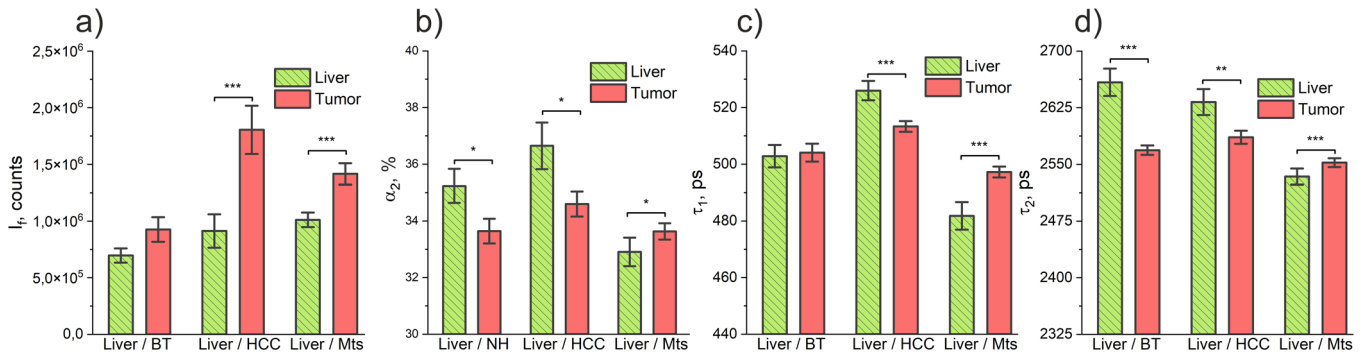 a)
I_f, counts
2,5×10⁶
2,0×10⁶
1,5×10⁶
1,0×10⁶
5,0×10⁵
0,0
Liver
Tumor
***
***
Liver / BT
Liver / HCC
Liver / Mts
b)
α₂, %
40
38
36
34
32
30
Liver
Tumor
*
*
*
Liver / NH
Liver / HCC
Liver / Mts
c)
τ₁, ps
540
520
500
480
460
440
Liver
Tumor
***
***
Liver / BT
Liver / HCC
Liver / Mts
d)
τ₂, ps
2700
2625
2550
2475
2400
2325
Liver
Tumor
***
**
***
Liver / BT
Liver / HCC
Liver / Mts